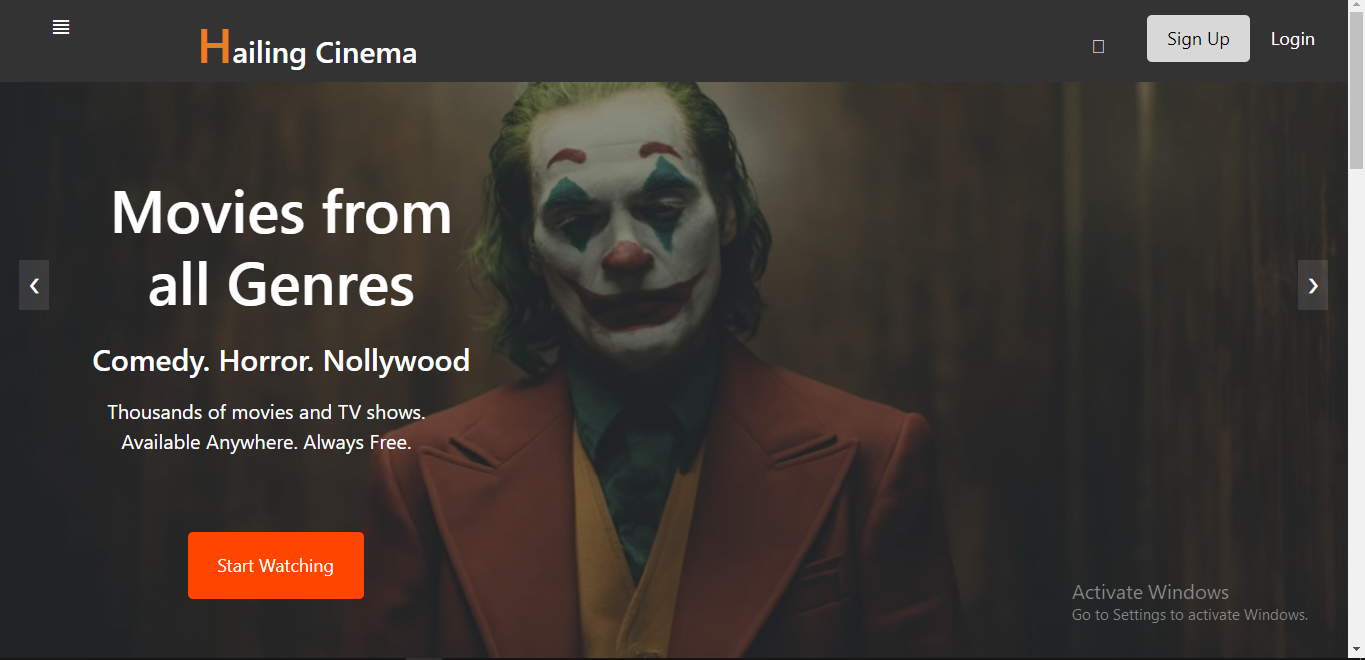 Hailing Cinema
Sign Up
Login
Movies from
all Genres
❮
❯
Comedy. Horror. Nollywood
Thousands of movies and TV shows.
Available Anywhere. Always Free.
Start Watching
Activate Windows
Go to Settings to activate Windows.